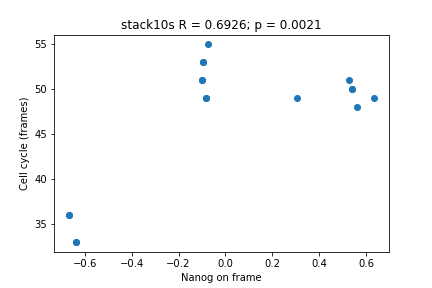 stack10s R = 0.6926; p = 0.0021
55
50
45
40
35
Cell cycle (frames)
−0.6 −0.4 −0.2 0.0 0.2 0.4 0.6
Nanog on frame